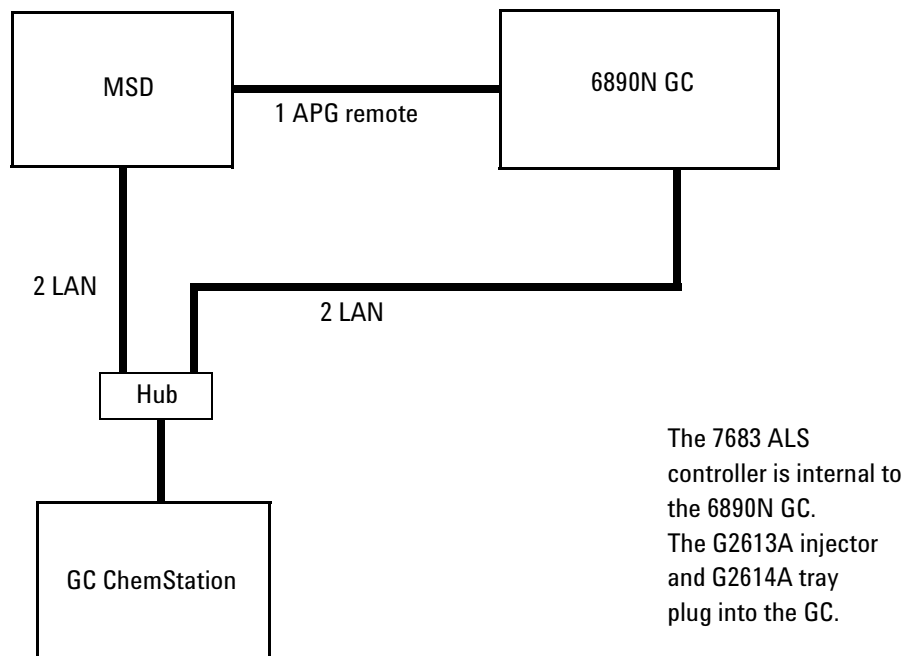 MSD
6890N GC
1 APG remote
2 LAN
2 LAN
Hub
The 7683 ALS
controller is internal to
the 6890N GC.
The G2613A injector
and G2614A tray
plug into the GC.
GC ChemStation